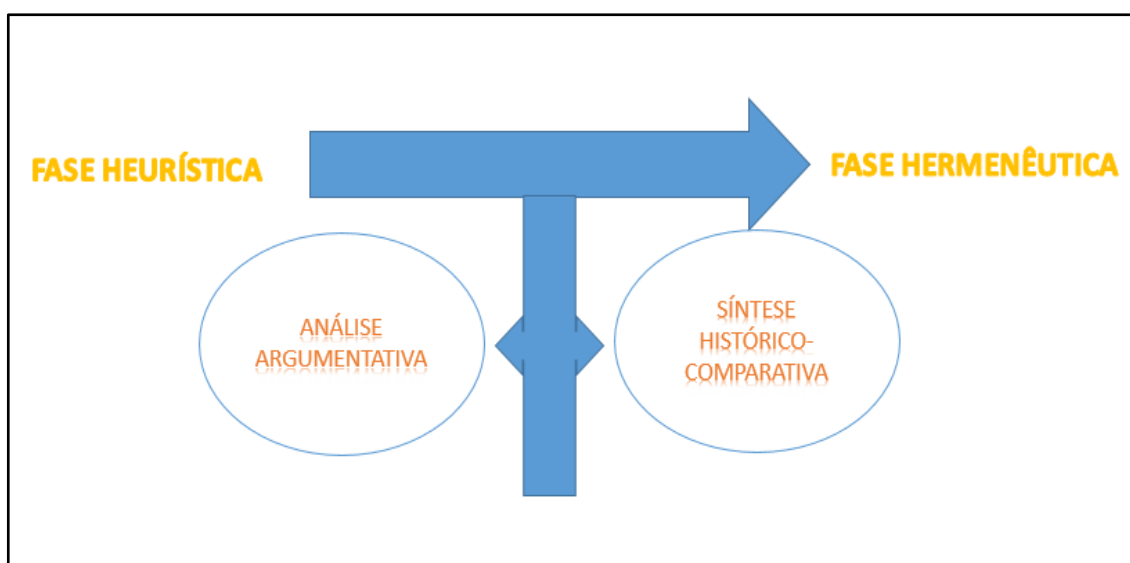 FASE HEURÍSTICA
FASE HERMENÊUTICA
ANÁLISE
ARGUMENTATIVA
SÍNTESE
HISTÓRICO-
COMPARATIVA